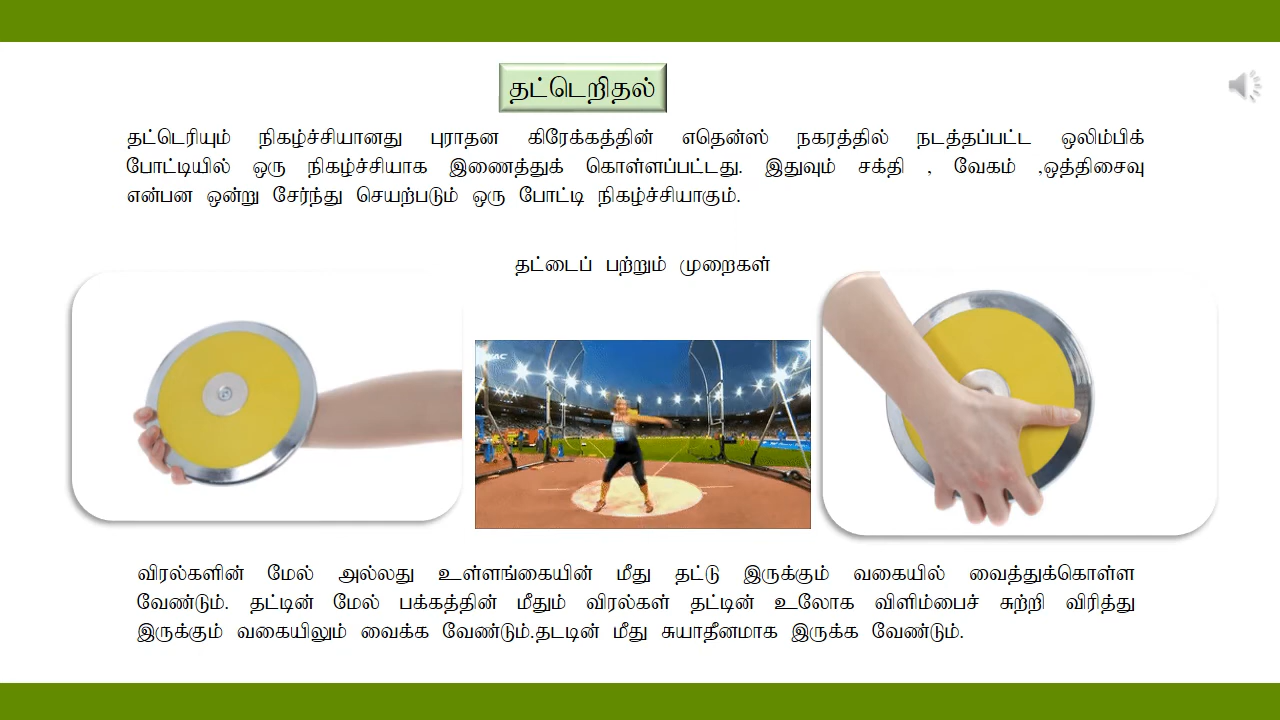 தட்டெறிதல்
தட்டெரியும் நிகழ்ச்சியானது புராதன கிரேக்கத்தின் எதென்ஸ் நகரத்தில் நடத்தப்பட்ட ஒலிம்பிக்
போட்டியில் ஒரு நிகழ்ச்சியாக இணைத்துக் கொள்ளப்பட்டது. இதுவும் சக்தி , வேகம் ,ஒத்திசைவு
என்பன ஒன்று சேர்ந்து செயற்படும் ஒரு போட்டி நிகழ்ச்சியாகும்.
தட்டைப் பற்றும் முறைகள்
விரல்களின் மேல் அல்லது உள்ளங்கையின் மீது தட்டு இருக்கும் வகையில் வைத்துக்கொள்ள
வேண்டும். தட்டின் மேல் பக்கத்தின் மீதும் விரல்கள் தட்டின் உலோக விளிம்பைச் சுற்றி விரித்து
இருக்கும் வகையிலும் வைக்க வேண்டும்.தடடின் மீது சுயாதீனமாக இருக்க வேண்டும்.